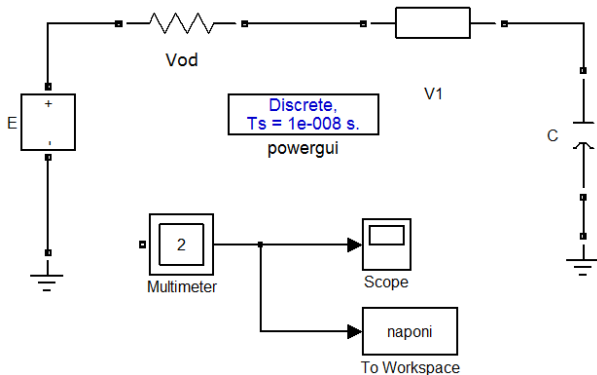 Vod
V1
E
+
-
Discrete,
Ts = 1e-008 s.
powergui
C
2
Multimeter
Scope
naponi
To Workspace